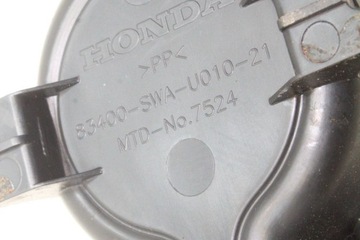 HONDA
>PP<
83400-SWA-U010-21
MTD-No.7524